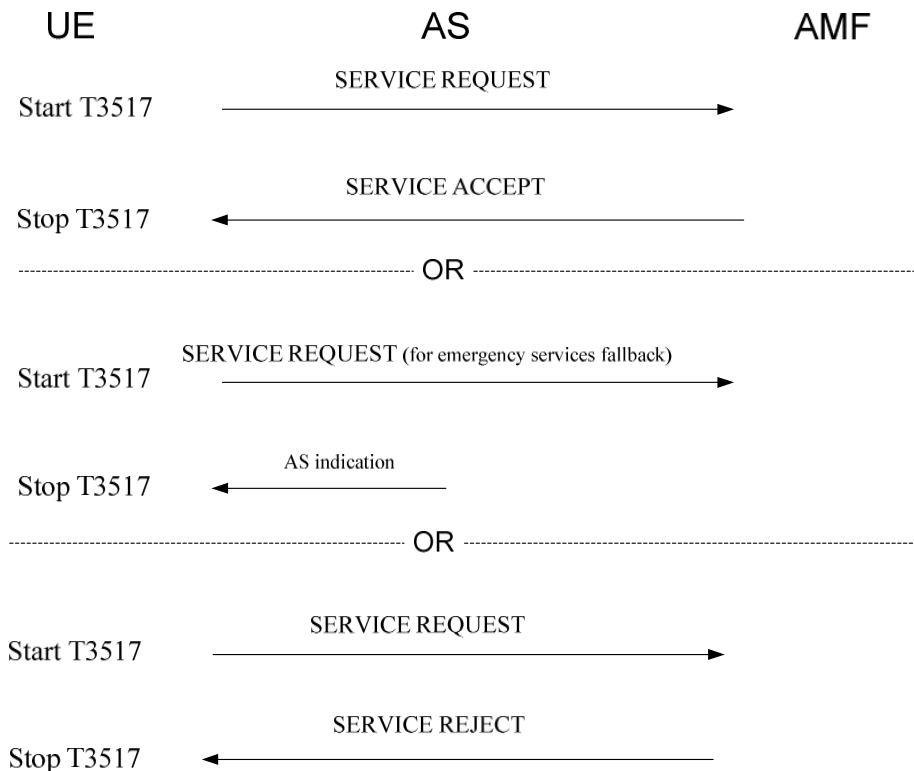 UE AS AMF
SERVICE REQUEST
Start T3517
SERVICE ACCEPT
Stop T3517
OR
SERVICE REQUEST (for emergency services fallback)
Start T3517
AS indication
Stop T3517
OR
SERVICE REQUEST
Start T3517
SERVICE REJECT
Stop T3517